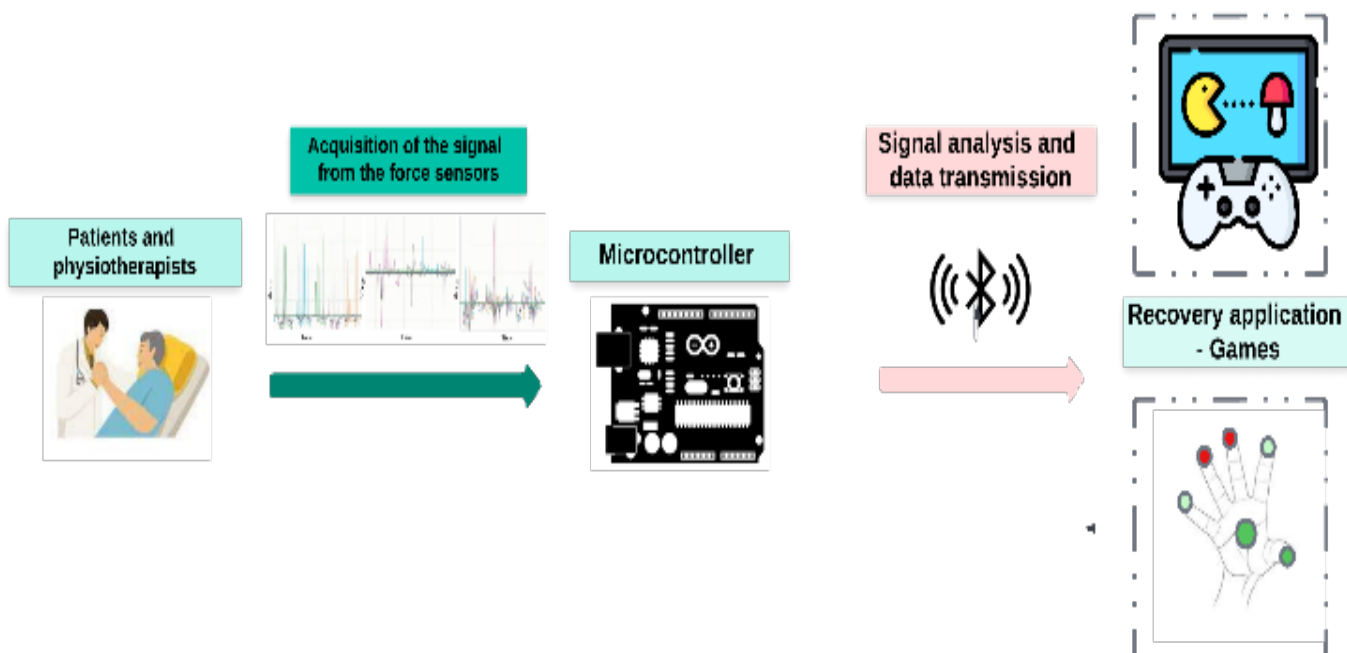 Acquisition of the signal
from the force sensors
Patients and
physiotherapists
Microcontroller
Signal analysis and
data transmission
Recovery application
- Games